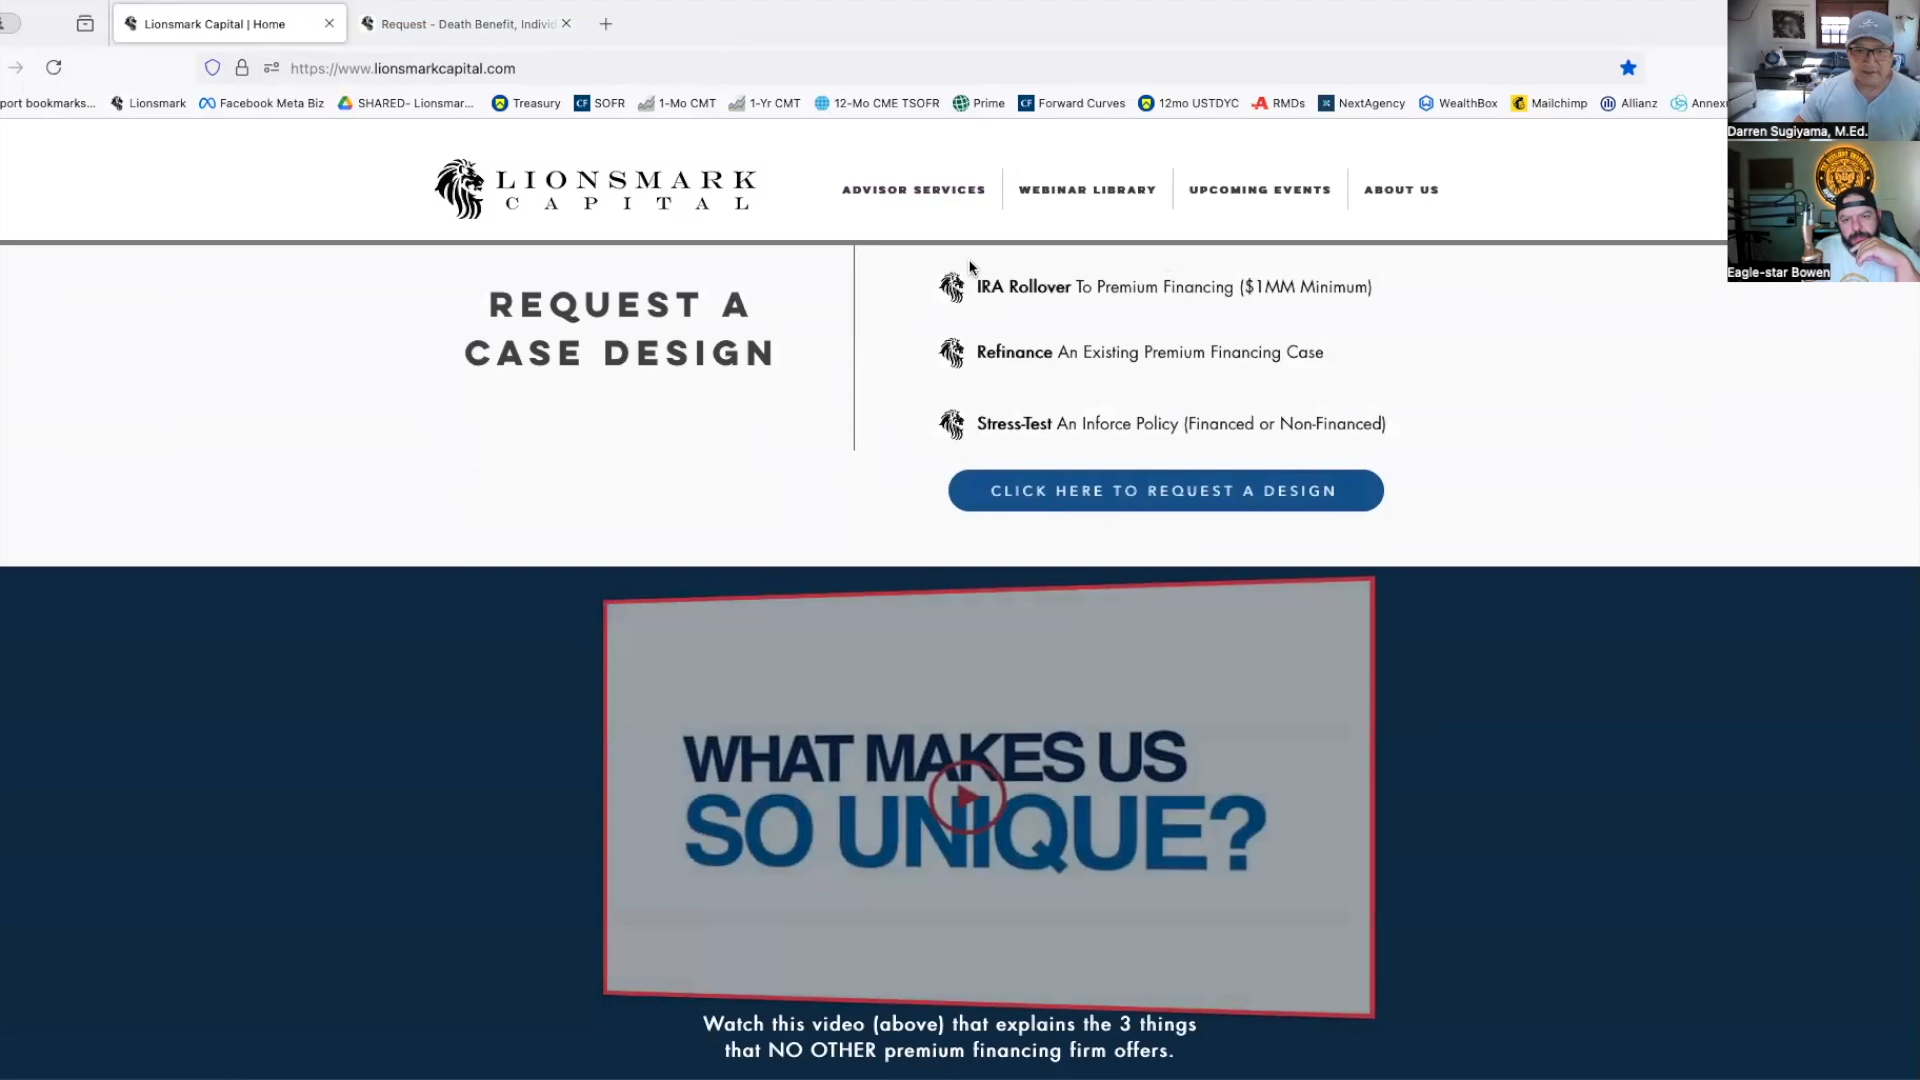 Lionsmark Capital | Home
Request - Death Benefit, Indivi
https://www.lionsmarkcapital.com
port bookmarks...
Lionsmark
Facebook Meta Biz
SHARED- Lionsmar...
Treasury
CF SOFR
1-Mo CMT
1-Yr CMT
12-Mo CME TSOFR
Prime
CF Forward Curves
12mo USTDYC
RMDs
NextAgency
WealthBox
Mailchimp
Allianz
Annex
Darren Sugiyama, M.Ed.
Eagle-star Bowen
LIONSMARK
CAPITAL
ADVISOR SERVICES
WEBINAR LIBRARY
UPCOMING EVENTS
ABOUT US
REQUEST A
CASE DESIGN
IRA Rollover To Premium Financing ($1MM Minimum)
Refinance An Existing Premium Financing Case
Stress-Test An Inforce Policy (Financed or Non-Financed)
CLICK HERE TO REQUEST A DESIGN
WHAT MAKES US
SO UNIQUE?
Watch this video (above) that explains the 3 things
that NO OTHER premium financing firm offers.